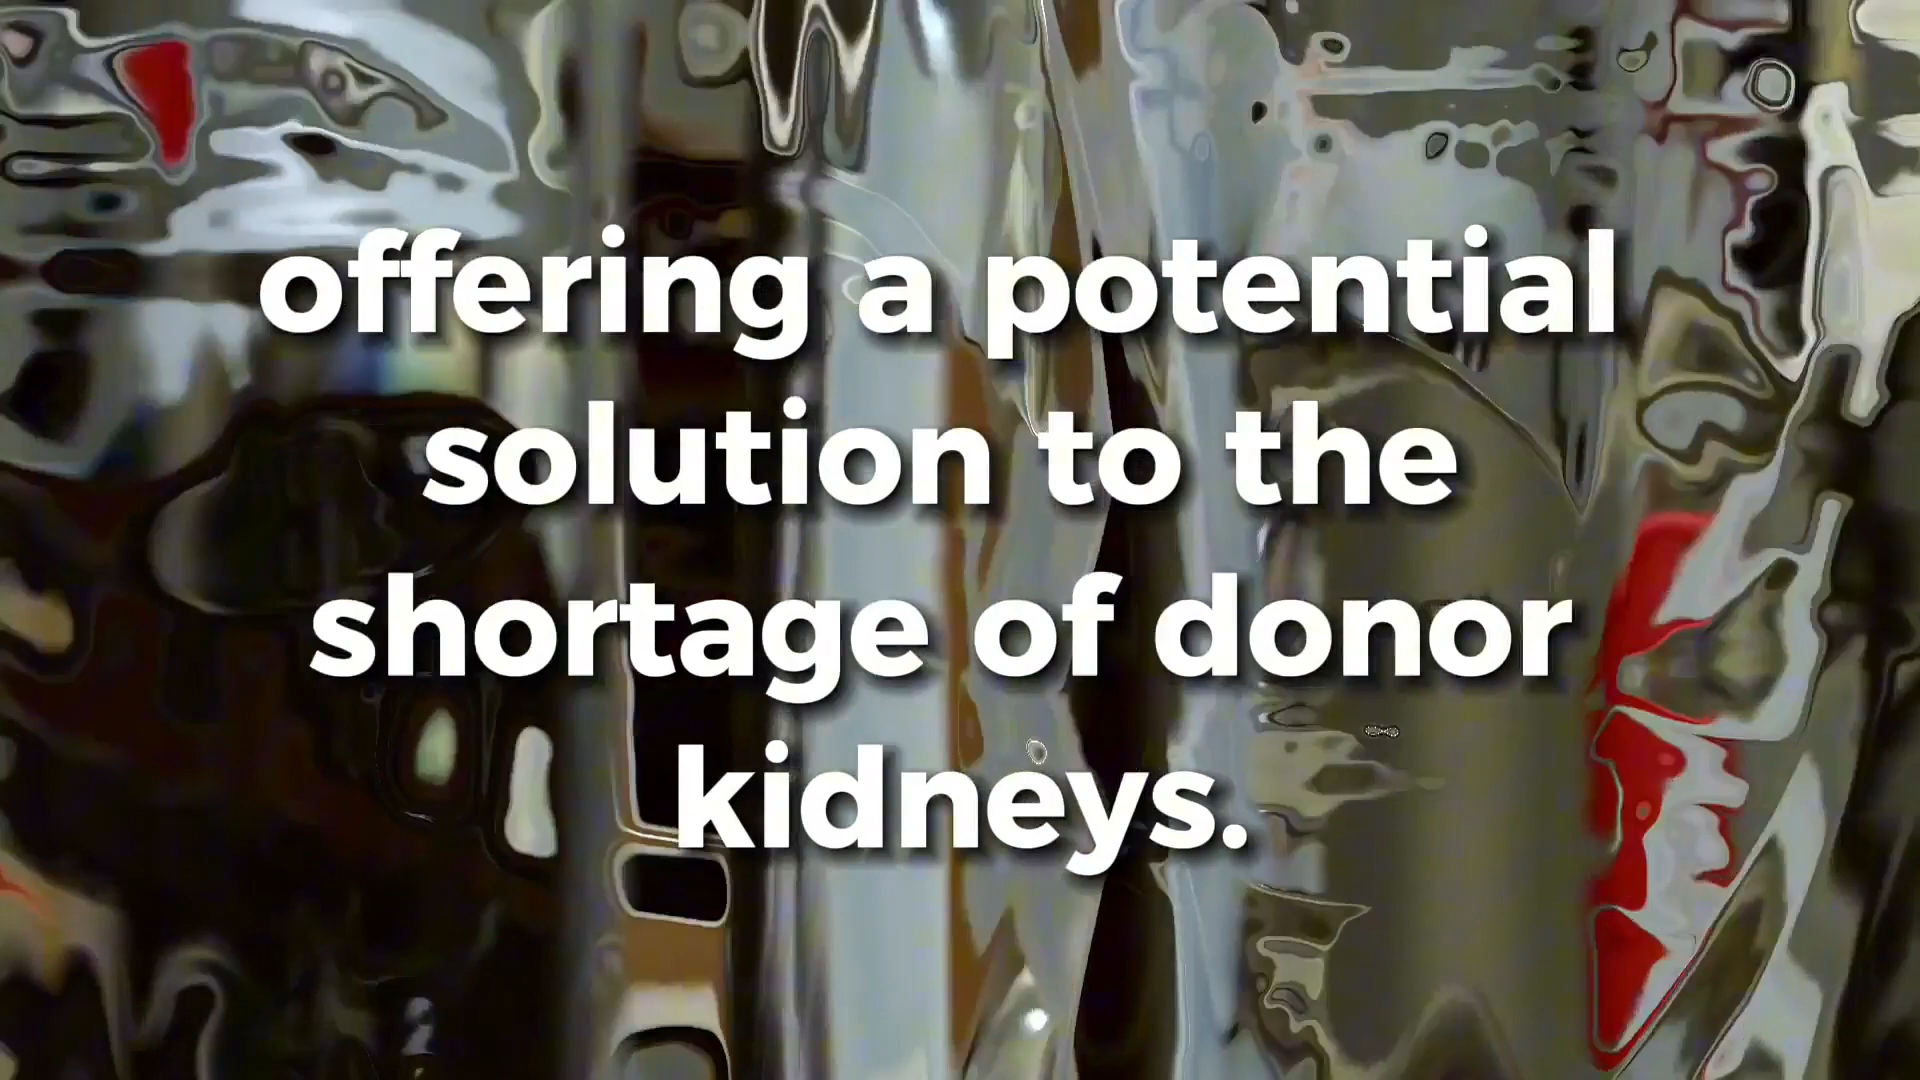 offering a potential
solution to the
shortage of donor
kidneys.